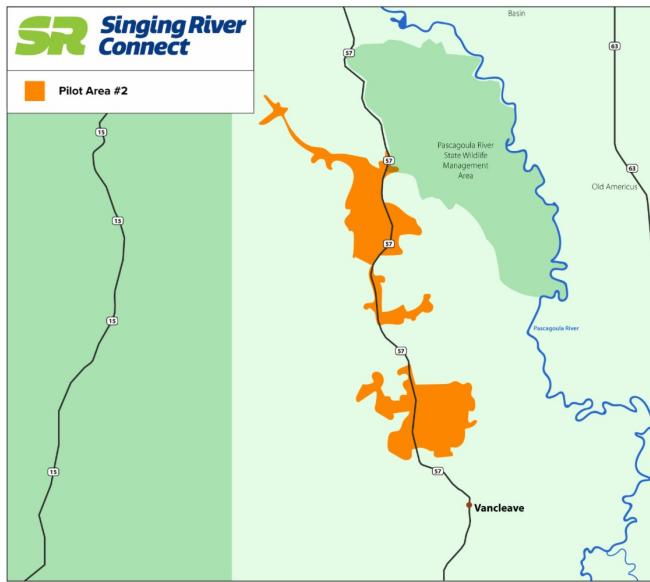 SR Singing River
Connect
Pilot Area #2
Basin
57
63
15
57
Pascagoula River
State Wildlife
Management
Area
63
Old Americus
15
57
15
Pascagoula River
57
15
57
Vancleave